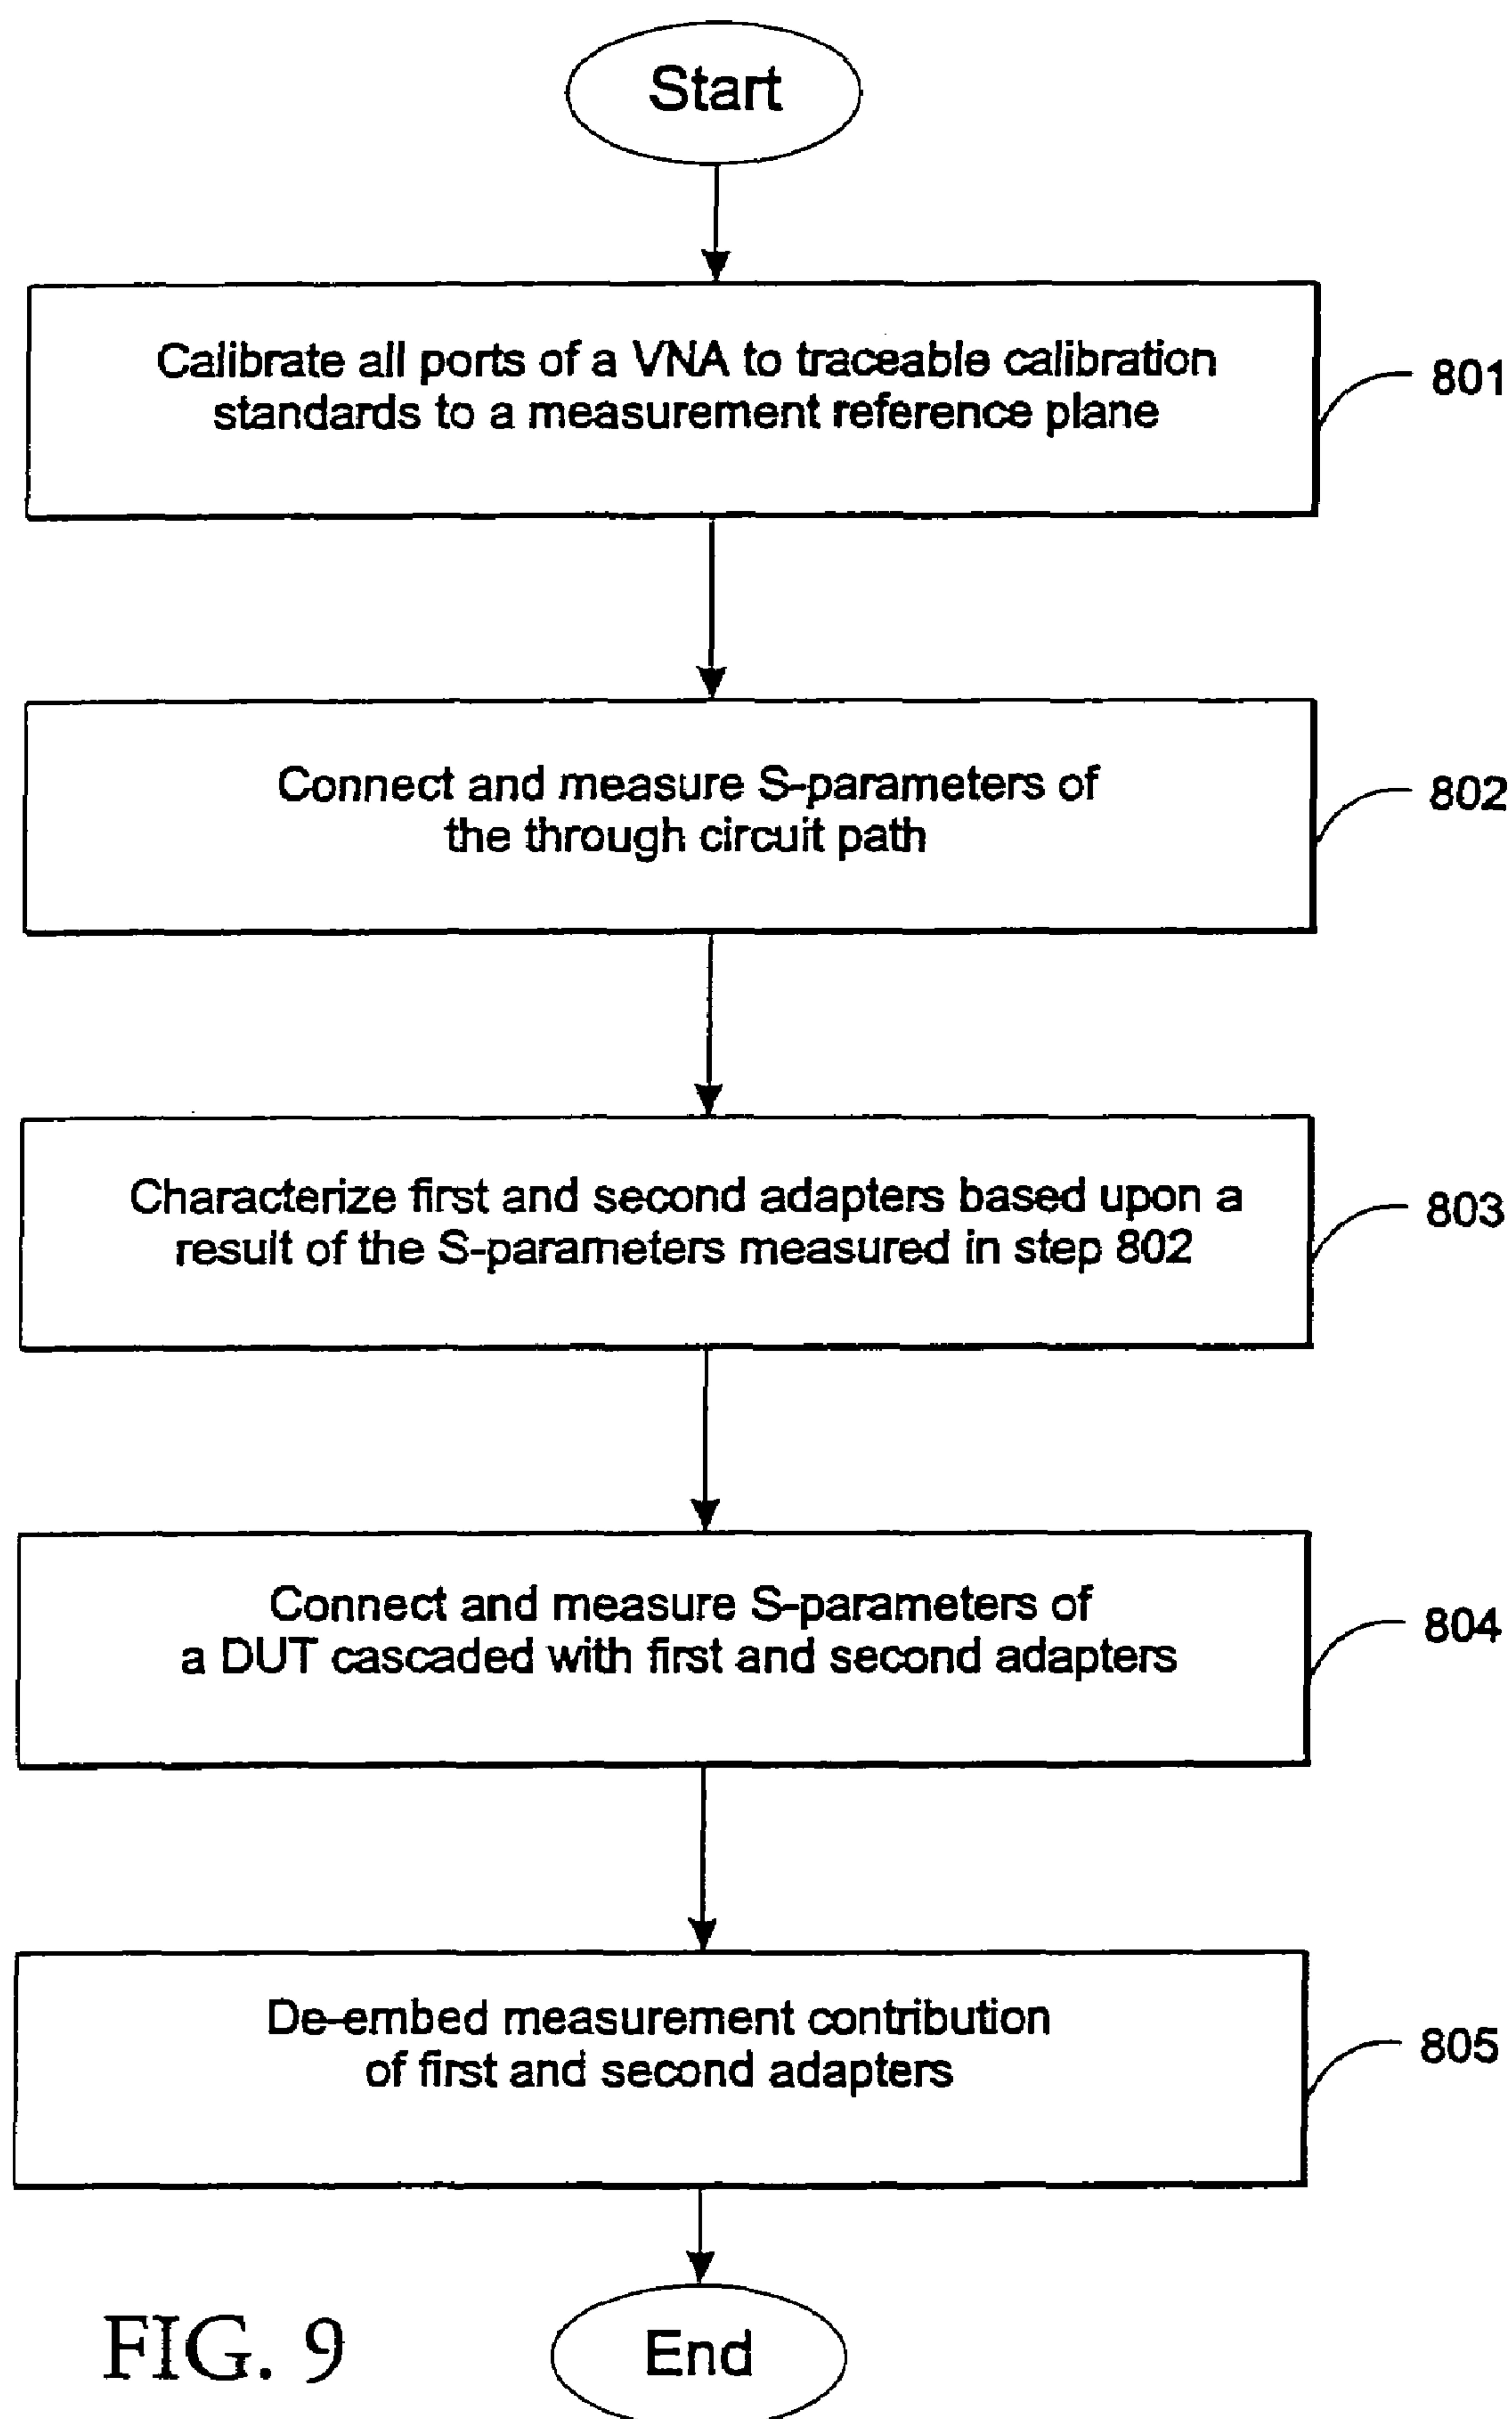 Start
Calibrate all ports of a VNA to traceable calibration
standards to a measurement reference plane
801
Connect and measure S-parameters of
the through circuit path
802
Characterize first and second adapters based upon a
result of the S-parameters measured in step 802
803
Connect and measure S-parameters of
a DUT cascaded with first and second adapters
804
De-embed measurement contribution
of first and second adapters
805
End
FIG. 9